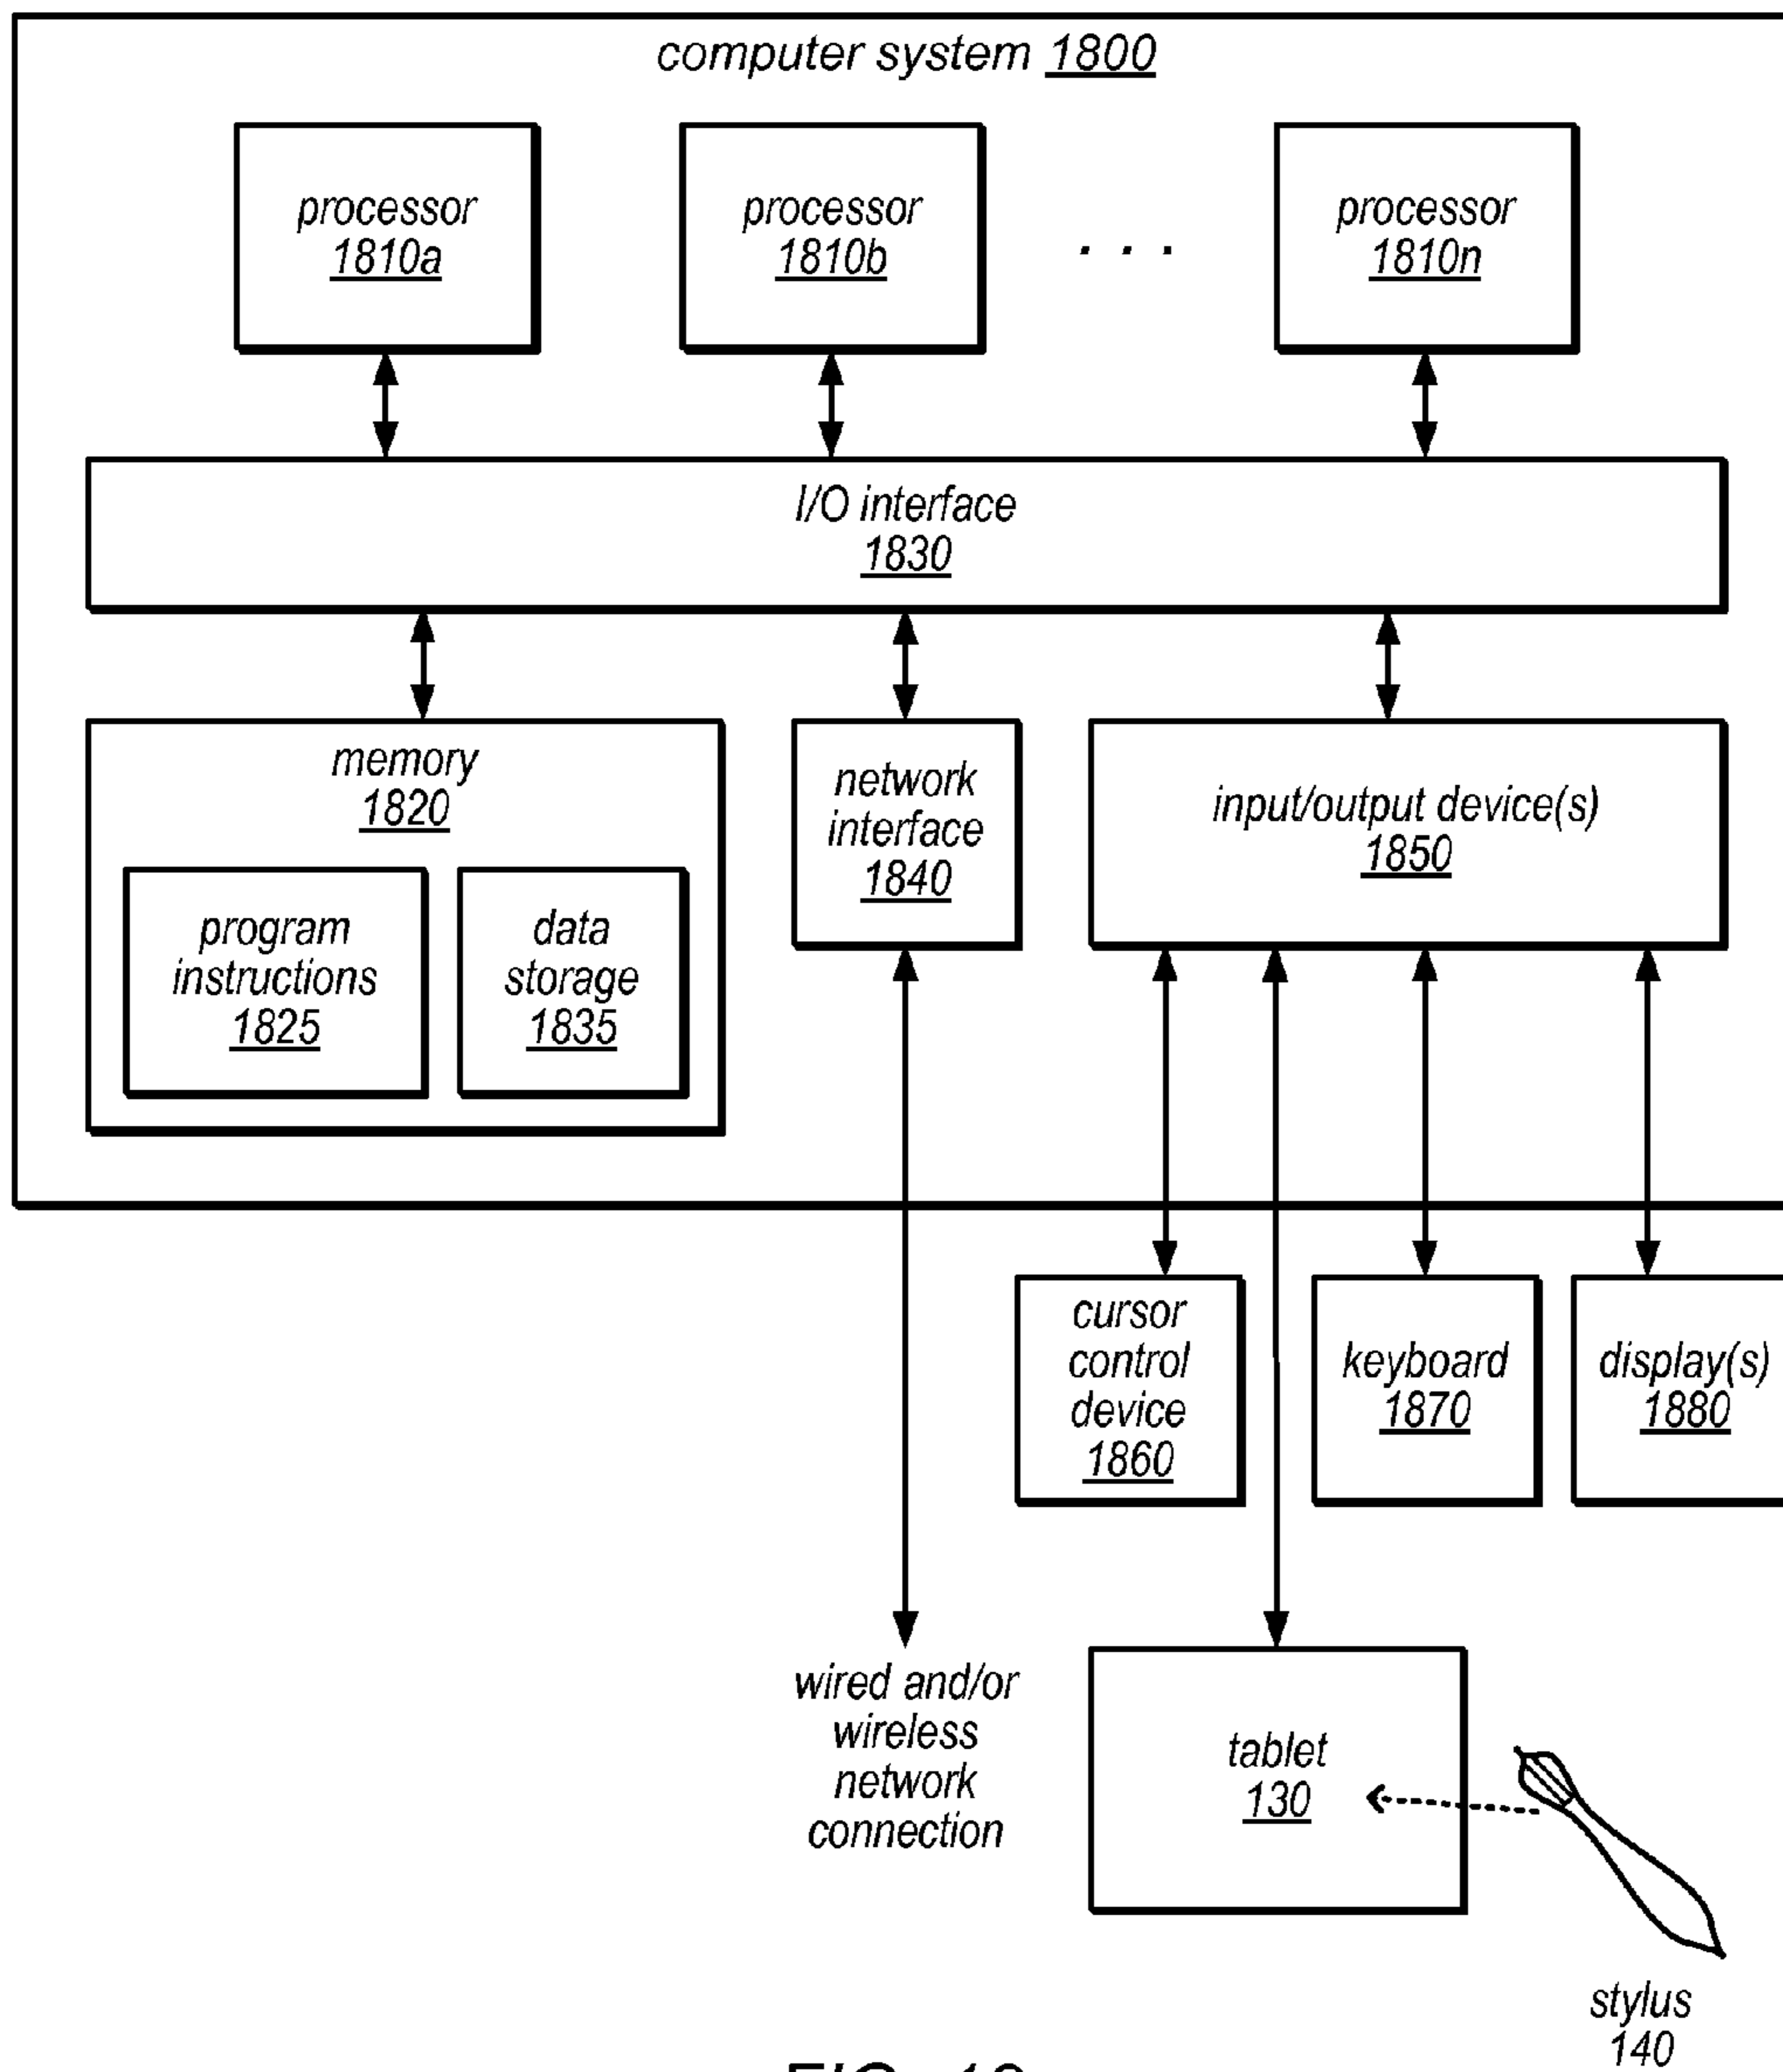 computer system 1800
processor
1810a
processor
1810b
. . .
processor
1810n
I/O interface
1830
memory
1820
program
instructions
1825
data
storage
1835
network
interface
1840
input/output device(s)
1850
cursor
control
device
1860
keyboard
1870
display(s)
1880
wired and/or
wireless
network
connection
tablet
130
stylus
140